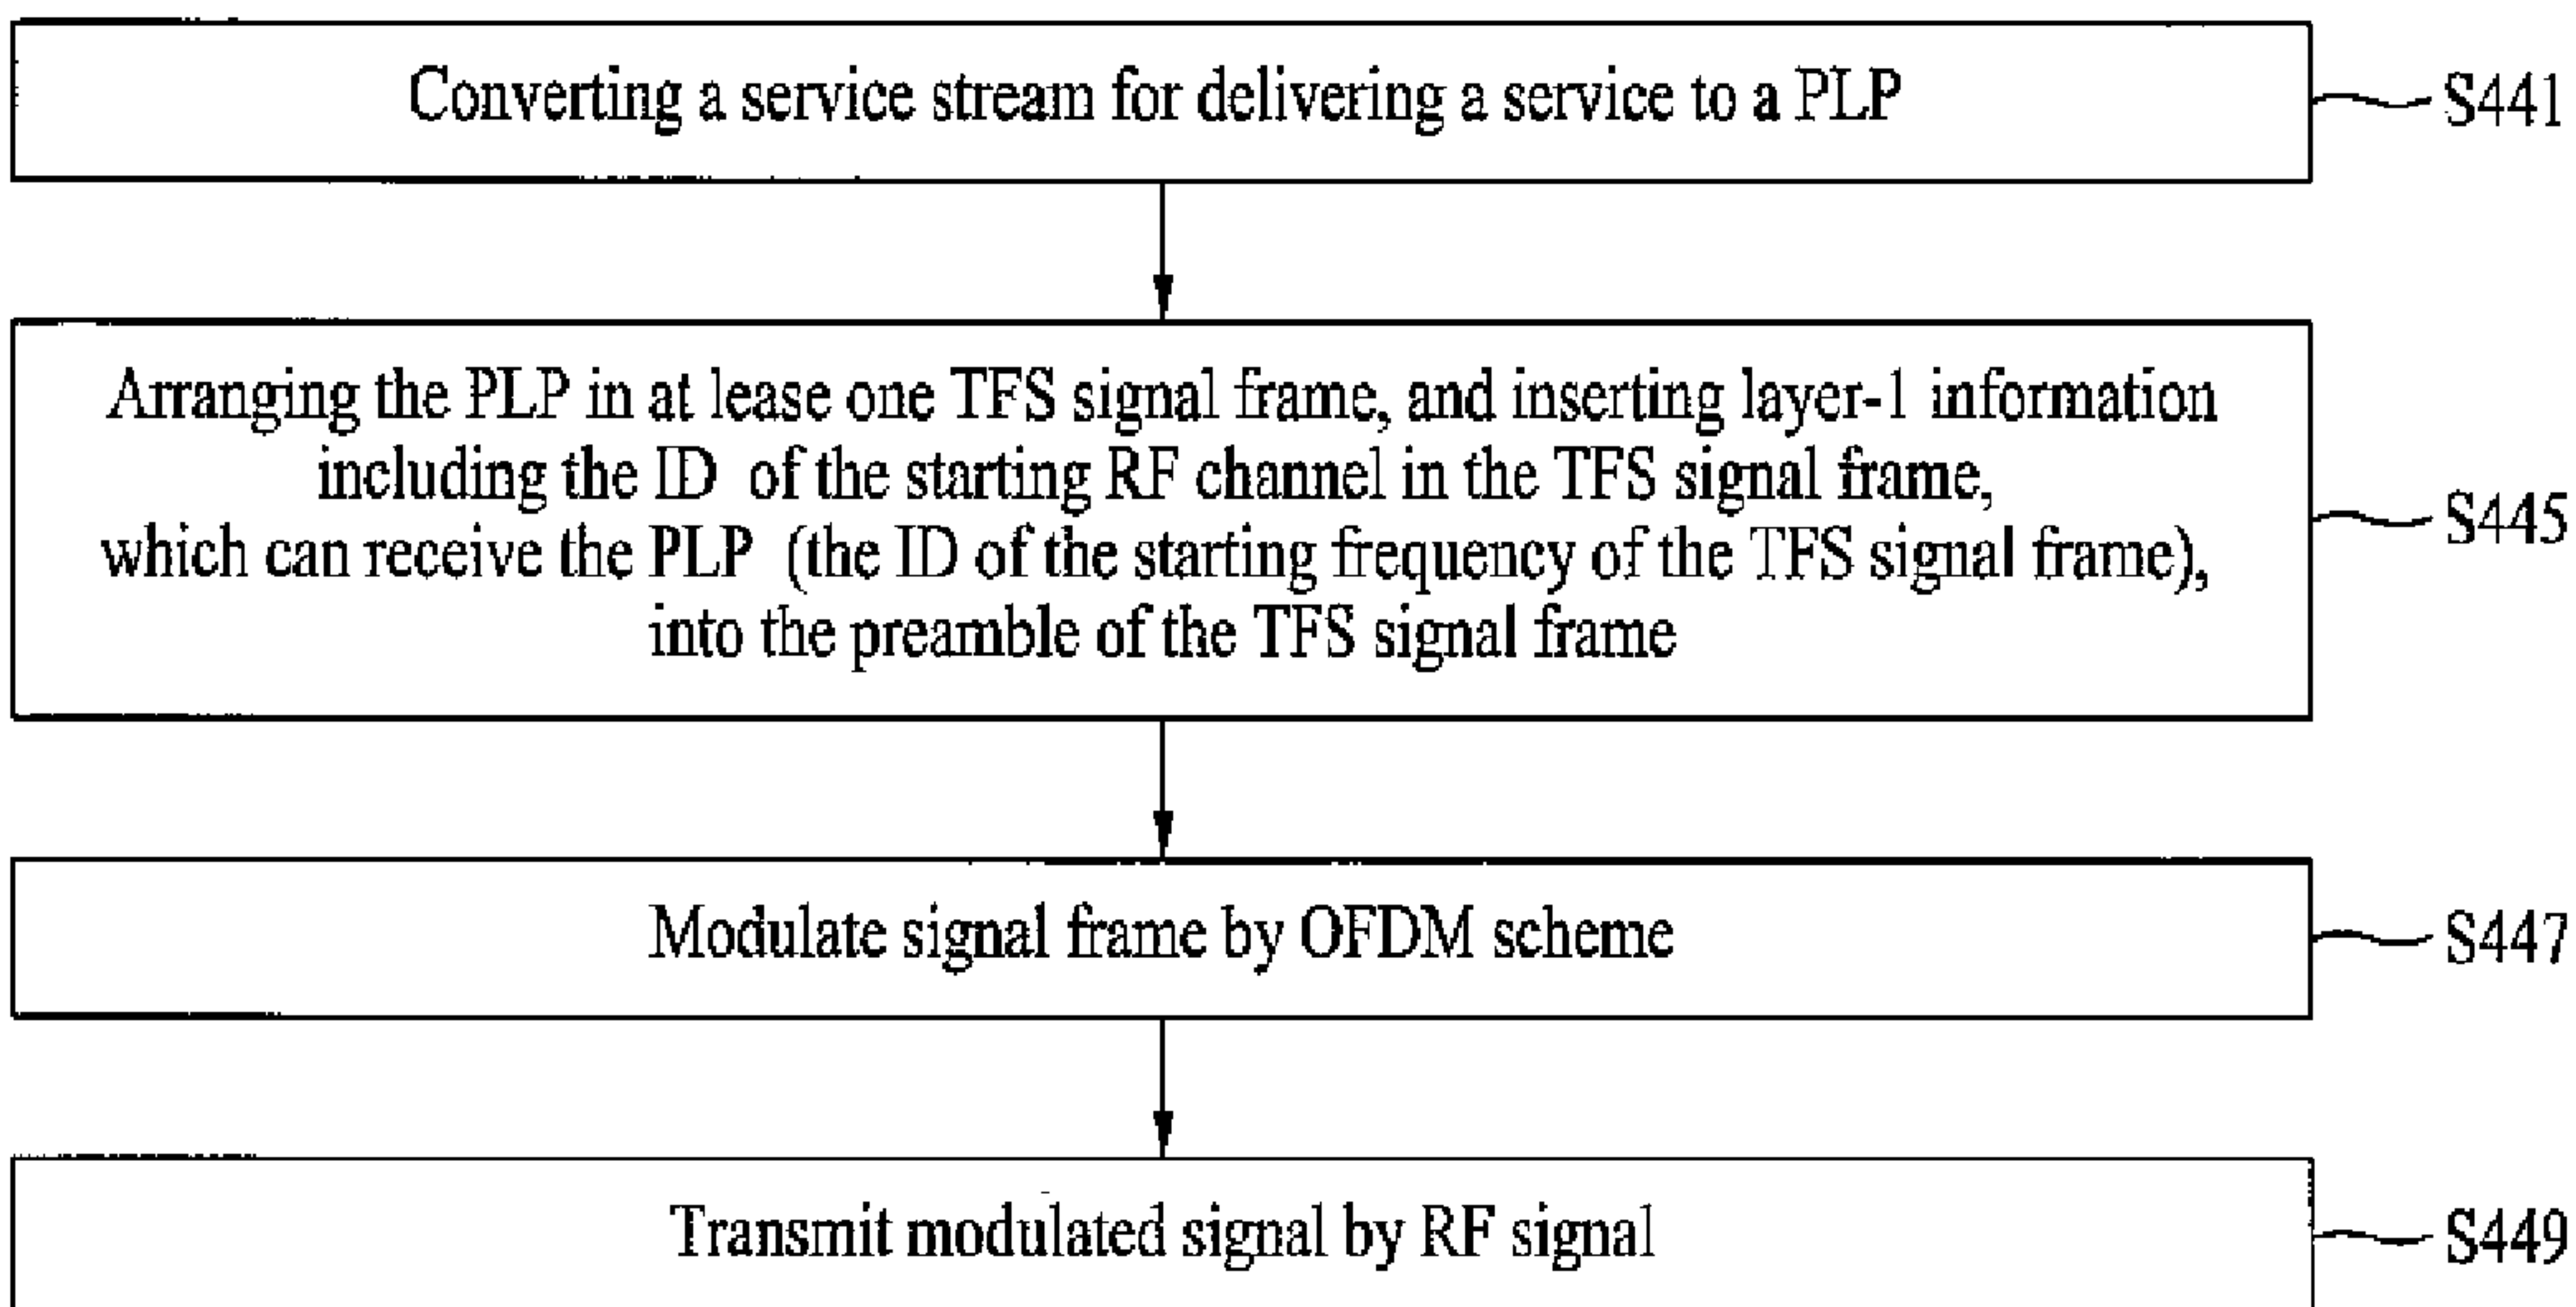 Converting a service stream for delivering a service to a PLP
S441
Arranging the PLP in at lease one TFS signal frame, and inserting layer-1 information
including the ID of the starting RF channel in the TFS signal frame,
which can receive the PLP (the ID of the starting frequency of the TFS signal frame),
into the preamble of the TFS signal frame
S445
Modulate signal frame by OFDM scheme
S447
Transmit modulated signal by RF signal
S449